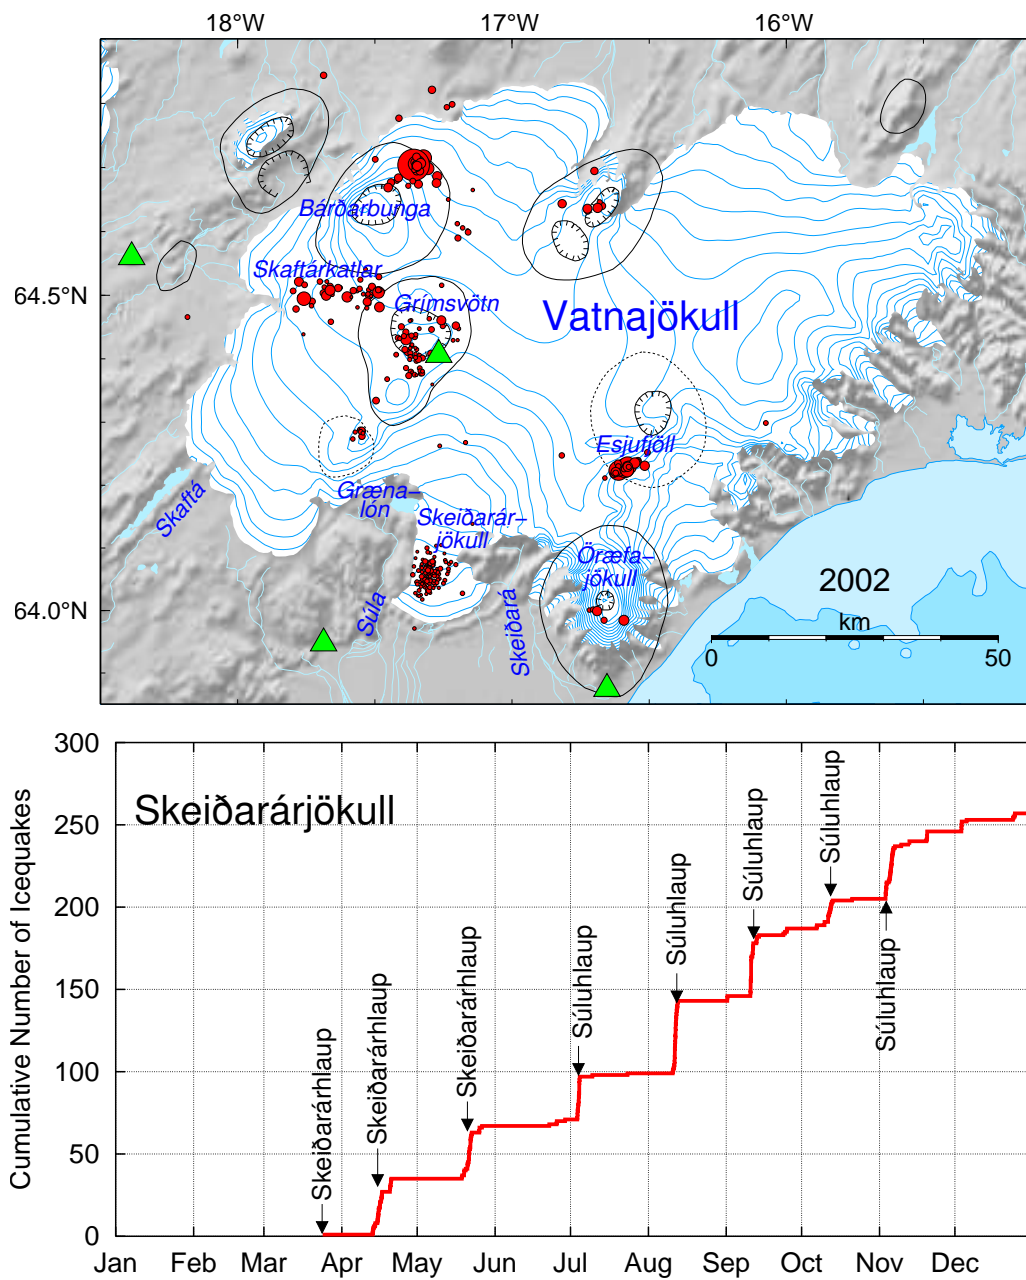 18°W 17°W 16°W
Bárðarbunga
Skaftárkatlar
64.5°N
Grímsvötn
Vatnajökull
Esjufjöll
Skaftá
Græna–
lón
Skeiðarár–
jökull
Öræfa–
jökull
2002
64.0°N
Súla
Skeiðará
km
0 50
Cumulative Number of Icequakes
300
250
200
150
100
50
0
Skeiðarárjökull
Skeiðarárhlaup
Skeiðarárhlaup
Skeiðarárhlaup
Súluhlaup
Súluhlaup
Súluhlaup
Súluhlaup
Súluhlaup
Jan Feb Mar Apr May Jun Jul Aug Sep Oct Nov Dec